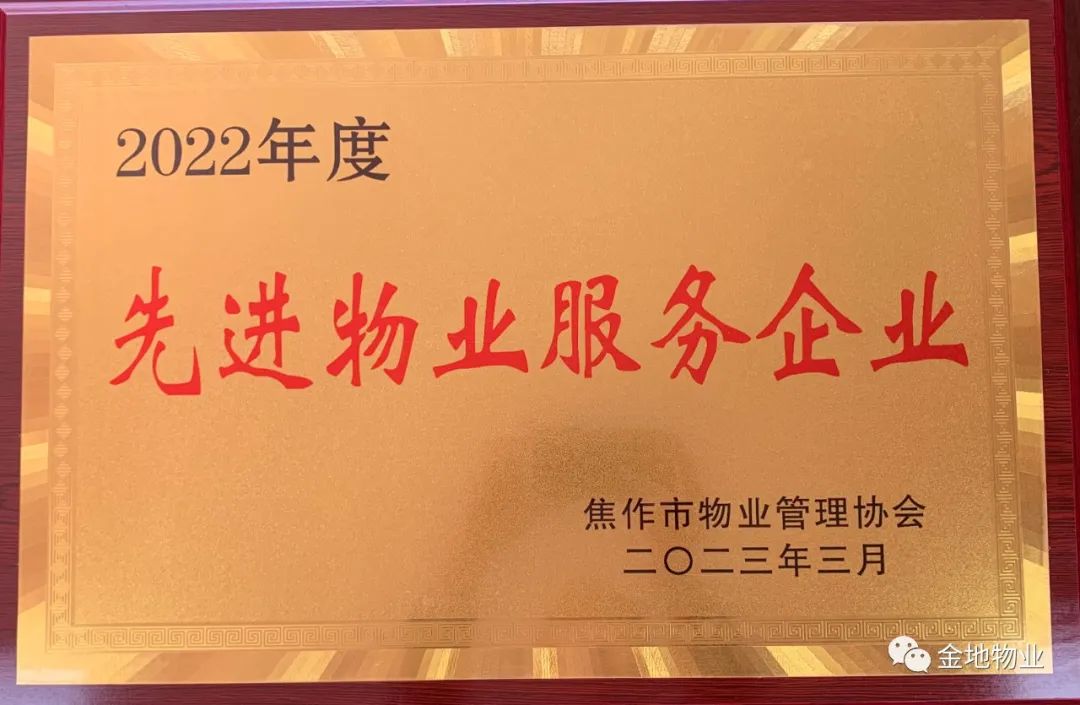 2022年度
先进物业服务企业
焦作市物业管理协会
二〇二三年三月
金地物业